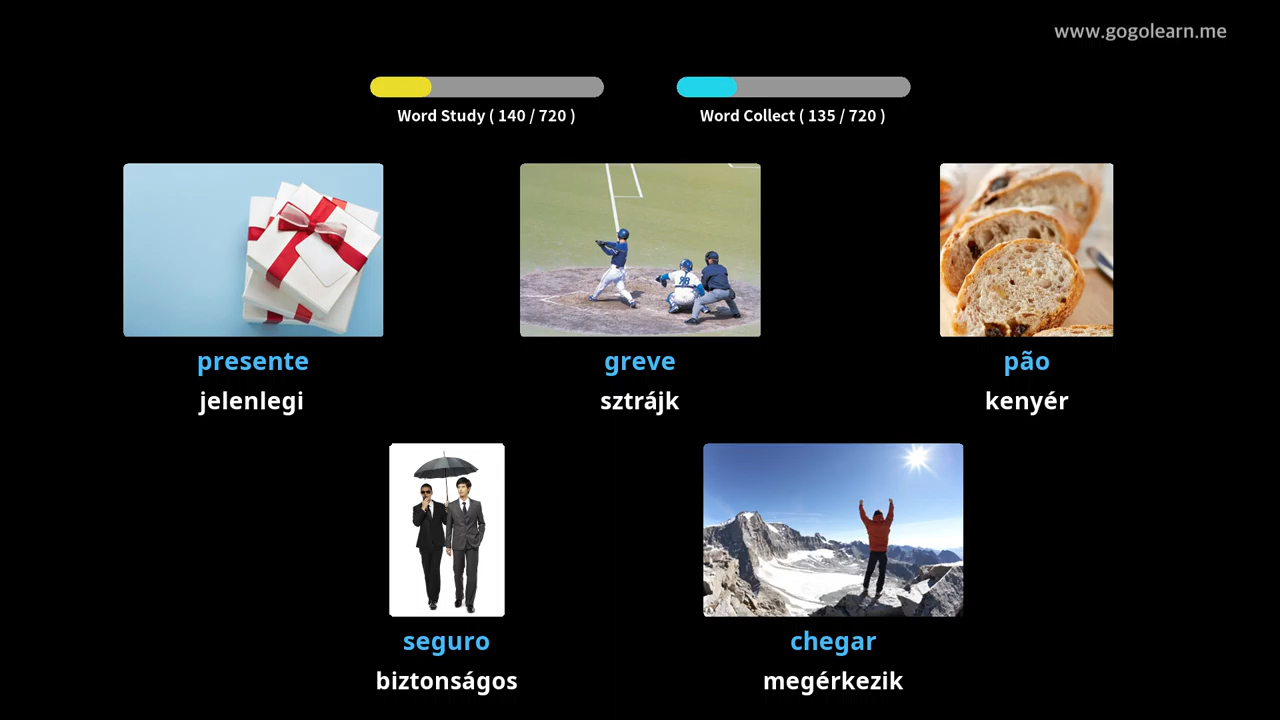 www.gogolearn.me
Word Study ( 140 / 720 )
Word Collect ( 135 / 720 )
presente
jelenlegi
greve
sztrájk
pão
kenyér
seguro
biztonságos
chegar
megérkezik